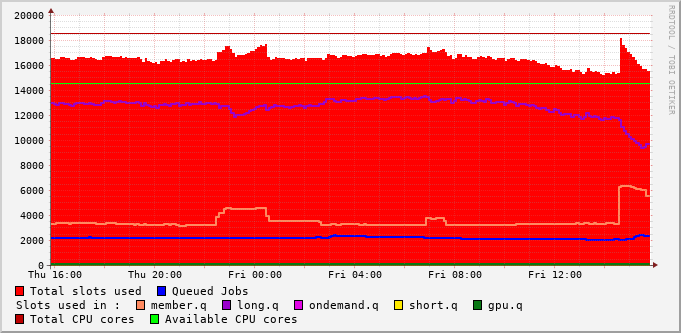 RRDTOOL / TOBI OETIKER
20000
18000
16000
14000
12000
10000
8000
6000
4000
2000
0
Thu 16:00 Thu 20:00 Fri 00:00 Fri 04:00 Fri 08:00 Fri 12:00
Total slots used Queued Jobs
Slots used in : member.q long.q ondemand.q short.q gpu.q
Total CPU cores Available CPU cores